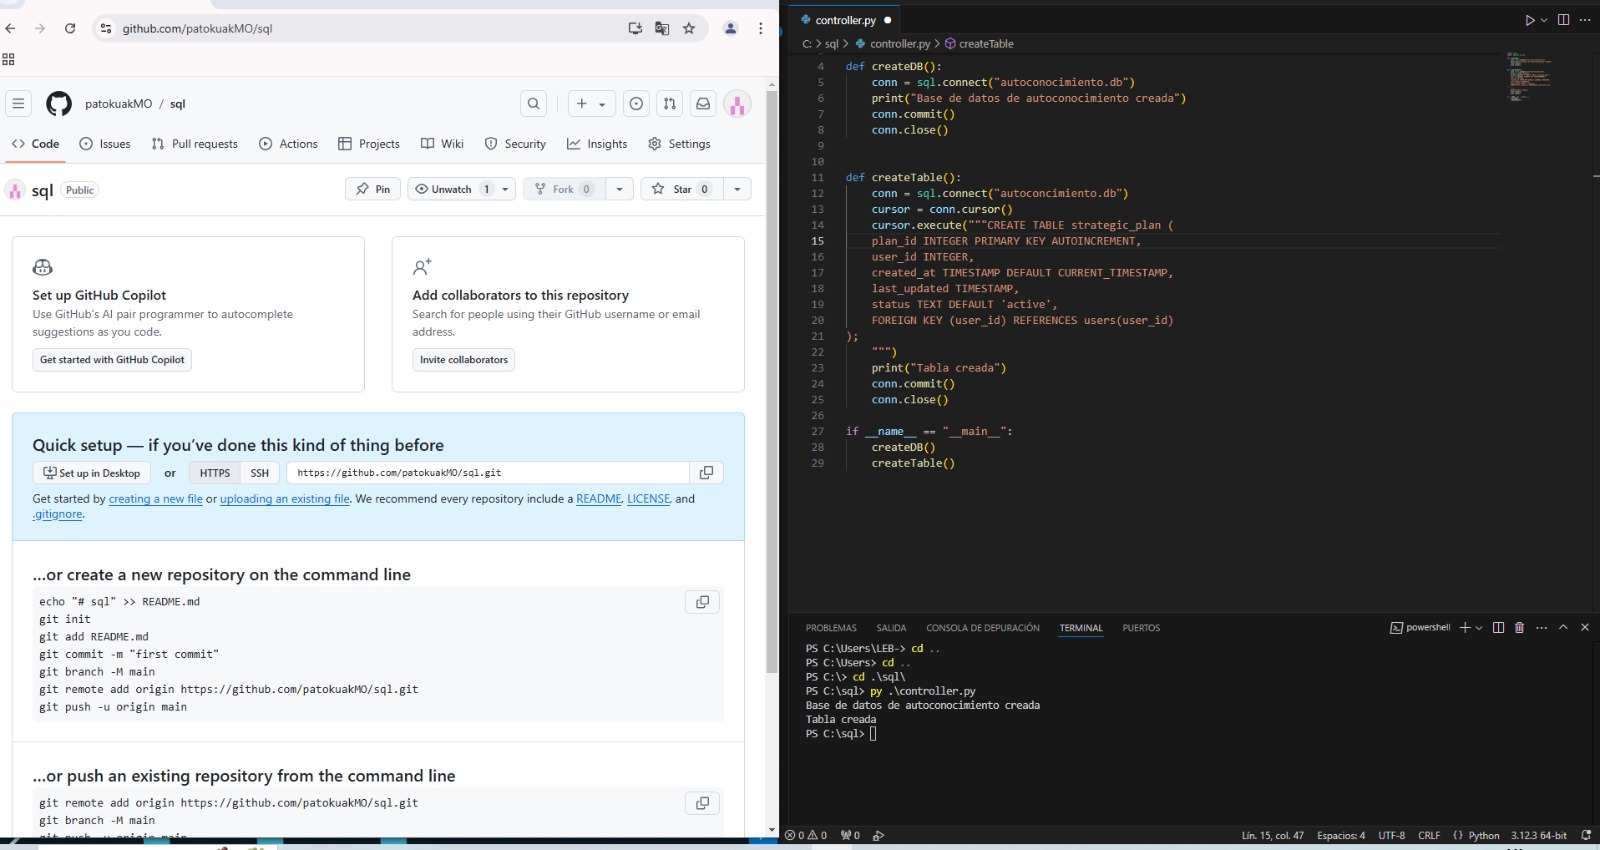 github.com/patokuakMO/sql
patokuakMO / sql
Code Issues Pull requests Actions Projects Wiki Security Insights Settings
sql Public Pin Unwatch 1 Fork 0 Star 0
Set up GitHub Copilot
Use GitHub's AI pair programmer to autocomplete
suggestions as you code.
Get started with GitHub Copilot
Add collaborators to this repository
Search for people using their GitHub username or email
address.
Invite collaborators
Quick setup — if you've done this kind of thing before
Set up in Desktop or HTTPS SSH https://github.com/patokuakMO/sql.git
Get started by creating a new file or uploading an existing file. We recommend every repository include a README, LICENSE, and
.gitignore.
...or create a new repository on the command line
echo "# sql" >> README.md
git init
git add README.md
git commit -m "first commit"
git branch -M main
git remote add origin https://github.com/patokuakMO/sql.git
git push -u origin main
...or push an existing repository from the command line
git remote add origin https://github.com/patokuakMO/sql.git
git branch -M main
git push -u origin main
controller.py
C: > sql > controller.py > createTable
4 def createDB():
5 conn = sql.connect("autoconocimiento.db")
6 print("Base de datos de autoconocimiento creada")
7 conn.commit()
8 conn.close()
9
10
11 def createTable():
12 conn = sql.connect("autoconcimiento.db")
13 cursor = conn.cursor()
14 cursor.execute("""CREATE TABLE strategic_plan (
15 plan_id INTEGER PRIMARY KEY AUTOINCREMENT,
16 user_id INTEGER,
17 created_at TIMESTAMP DEFAULT CURRENT_TIMESTAMP,
18 last_updated TIMESTAMP,
19 status TEXT DEFAULT 'active',
20 FOREIGN KEY (user_id) REFERENCES users(user_id)
21 );
22 """)
23 print("Tabla creada")
24 conn.commit()
25 conn.close()
26
27 if __name__ == "__main__":
28 createDB()
29 createTable()
PROBLEMAS SALIDA CONSOLA DE DEPURACIÓN TERMINAL PUERTOS powershell
PS C:\Users\LEB-> cd ..
PS C:\Users> cd ..
PS C:\> cd .\sql\
PS C:\sql> py .\controller.py
Base de datos de autoconocimiento creada
Tabla creada
PS C:\sql>
0 0 0 Lín. 15, col. 47 Espacios: 4 UTF-8 CRLF {} Python 3.12.3 64-bit